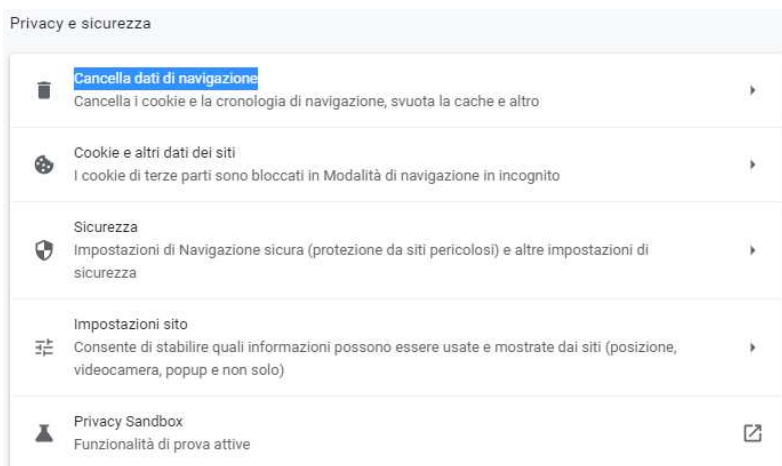 Privacy e sicurezza
Cancella dati di navigazione
Cancella i cookie e la cronologia di navigazione, svuota la cache e altro
Cookie e altri dati dei siti
I cookie di terze parti sono bloccati in Modalità di navigazione in incognito
Sicurezza
Impostazioni di Navigazione sicura (protezione da siti pericolosi) e altre impostazioni di
sicurezza
Impostazioni sito
Consente di stabilire quali informazioni possono essere usate e mostrate dai siti (posizione,
videocamera, popup e non solo)
Privacy Sandbox
Funzionalità di prova attive